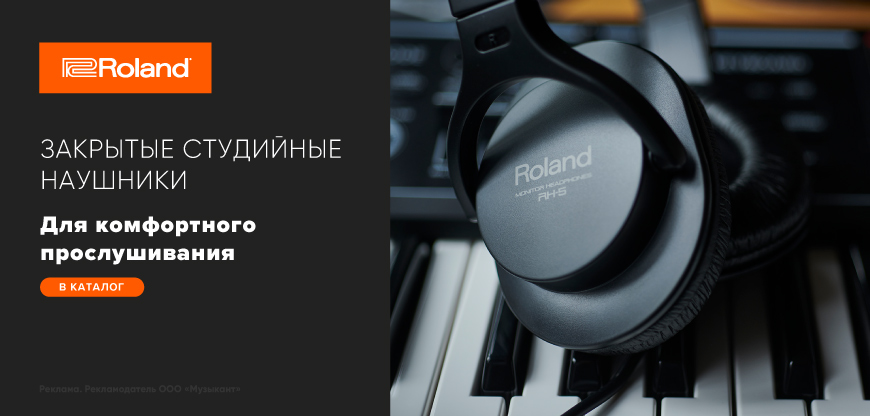 Roland
ЗАКРЫТЫЕ СТУДИЙНЫЕ
НАУШНИКИ
Для комфортного
прослушивания
В КАТАЛОГ
Реклама. Рекламодатель ООО «Музыкант»
Roland
MONITOR HEADPHONES
RH-5